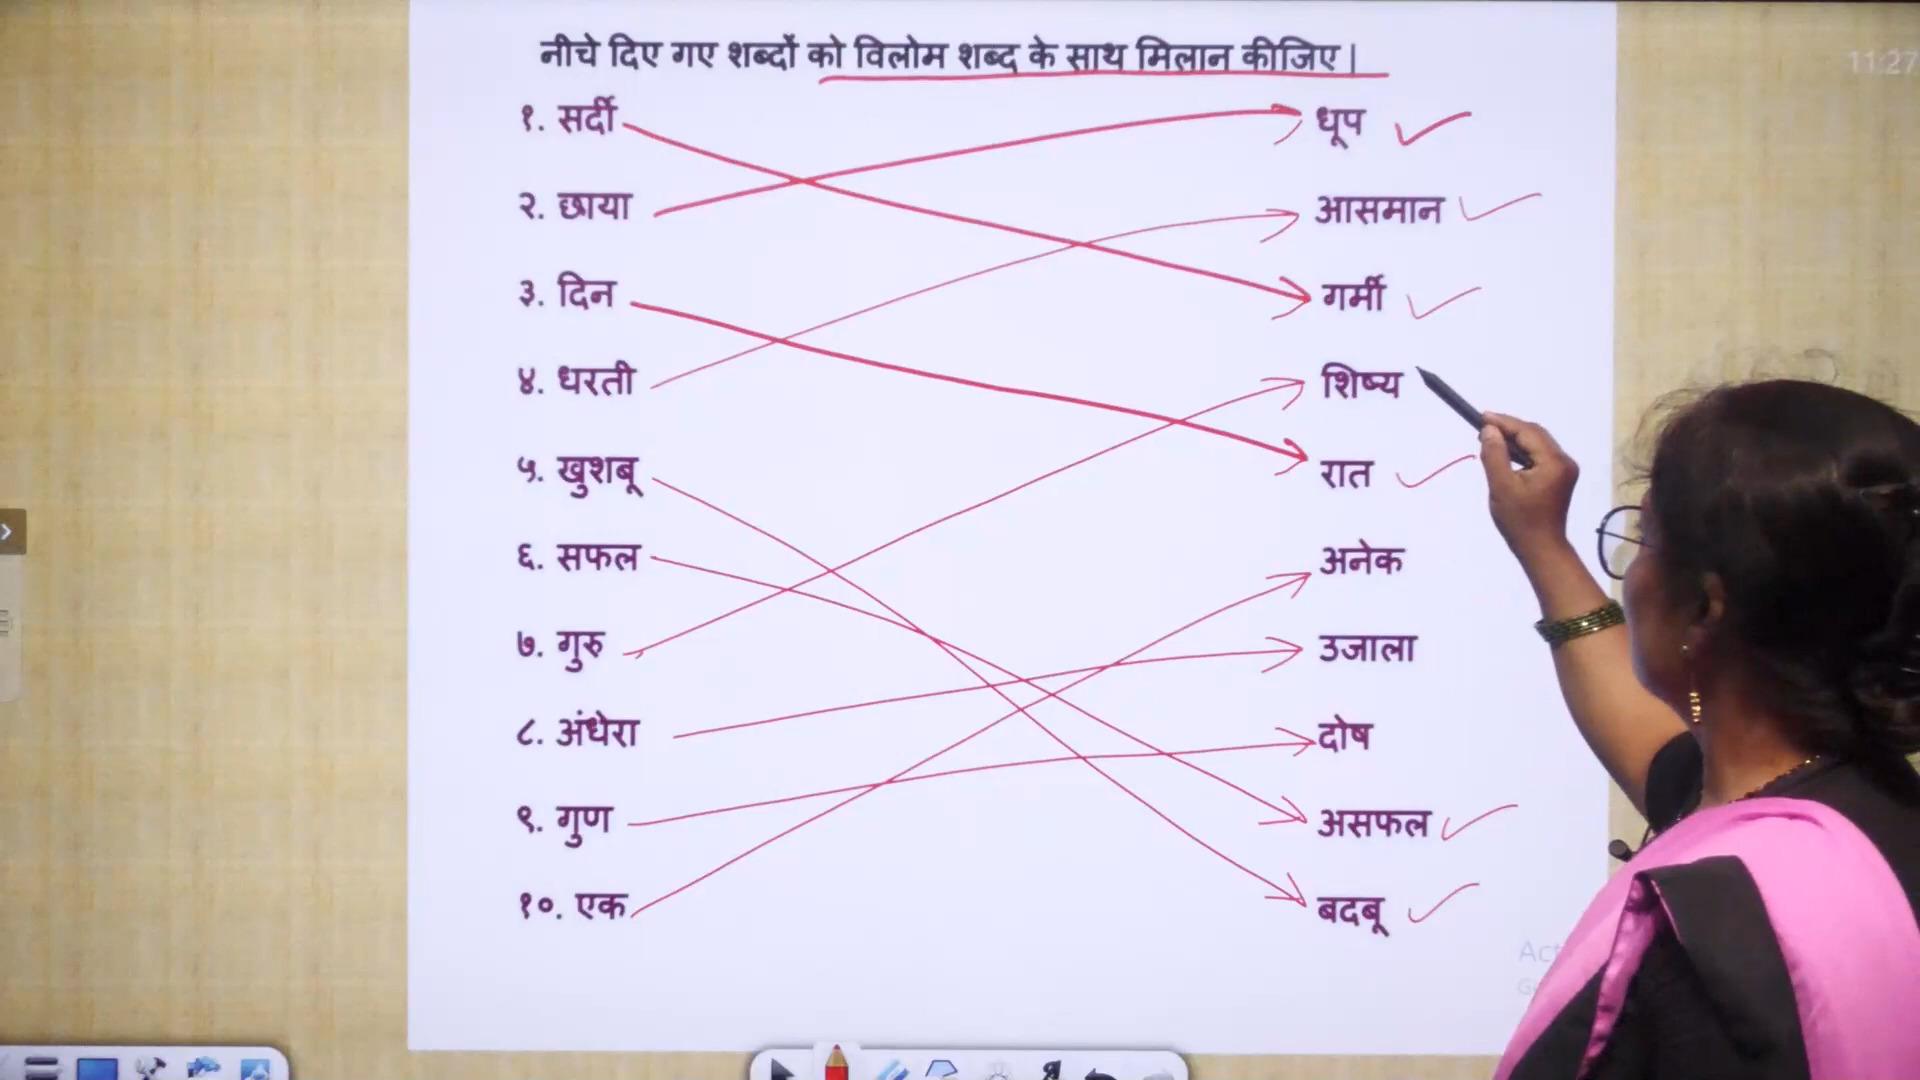 नीचे दिए गए शब्दों को विलोम शब्द के साथ मिलान कीजिए |
11:27
१. सर्दी धूप
२. छाया आसमान
३. दिन गर्मी
४. धरती शिष्य
५. खुशबू रात
६. सफल अनेक
७. गुरु उजाला
८. अंधेरा दोष
९. गुण असफल
१०. एक बदबू